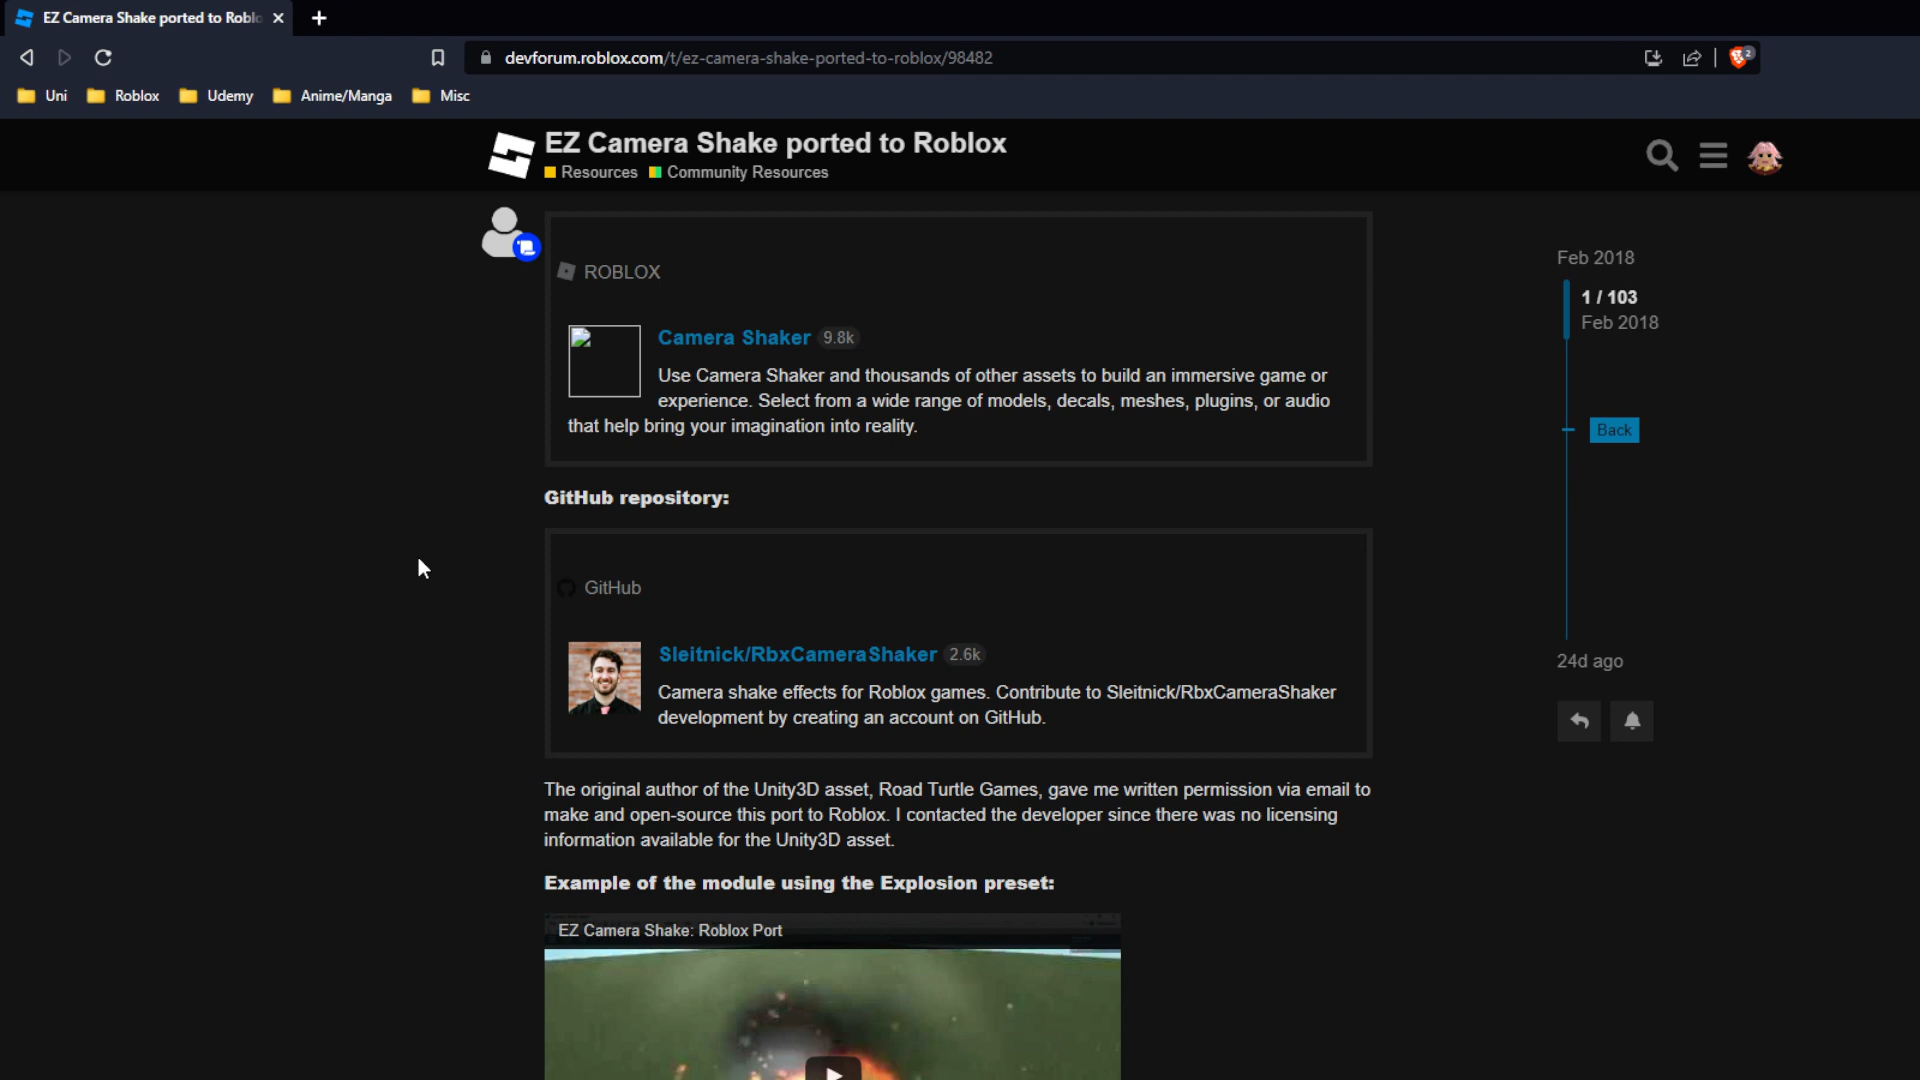 EZ Camera Shake ported to Roblo
devforum.roblox.com/t/ez-camera-shake-ported-to-roblox/98482
2
Uni
Roblox
Udemy
Anime/Manga
Misc
EZ Camera Shake ported to Roblox
Resources
Community Resources
ROBLOX
Camera Shaker 9.8k
Use Camera Shaker and thousands of other assets to build an immersive game or
experience. Select from a wide range of models, decals, meshes, plugins, or audio
that help bring your imagination into reality.
GitHub repository:
GitHub
Sleitnick/RbxCameraShaker 2.6k
Camera shake effects for Roblox games. Contribute to Sleitnick/RbxCameraShaker
development by creating an account on GitHub.
The original author of the Unity3D asset, Road Turtle Games, gave me written permission via email to
make and open-source this port to Roblox. I contacted the developer since there was no licensing
information available for the Unity3D asset.
Example of the module using the Explosion preset:
EZ Camera Shake: Roblox Port
Feb 2018
1 / 103
Feb 2018
Back
24d ago